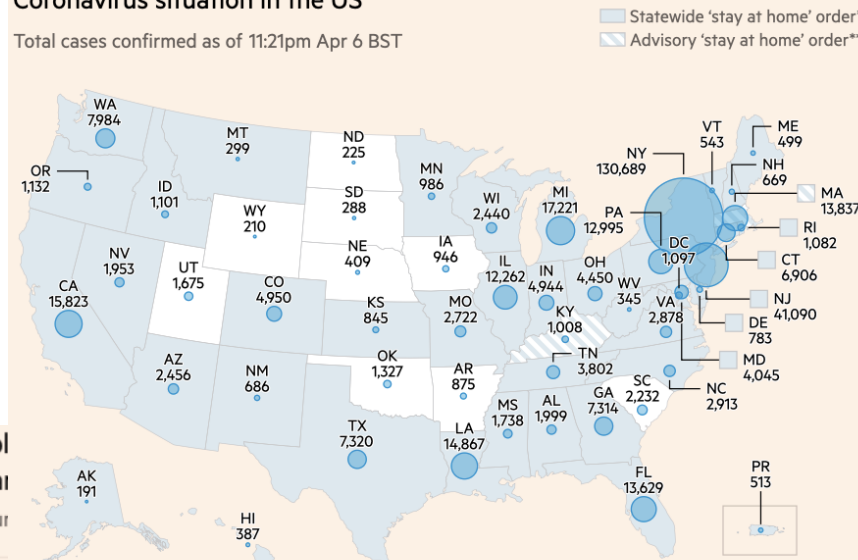 Coronavirus situation in the US
Total cases confirmed as of 11:21pm Apr 6 BST
Statewide 'stay at home' order*
Advisory 'stay at home' order**
WA
7,984
MT
299
ND
225
MN
986
OR
1,132
ID
1,101
SD
288
WY
210
WI
2,440
MI
17,221
NY
130,689
VT
543
ME
499
NH
669
MA
13,837
RI
1,082
CT
6,906
NJ
41,090
DE
783
MD
4,045
PA
12,995
DC
1,097
NV
1,953
UT
1,675
NE
409
IA
946
CA
15,823
CO
4,950
KS
845
MO
2,722
IL
12,262
IN
4,944
OH
4,450
WV
345
VA
2,878
KY
1,008
TN
3,802
NC
2,913
AZ
2,456
NM
686
OK
1,327
AR
875
SC
2,232
MS
1,738
AL
1,999
GA
7,314
TX
7,320
LA
14,867
FL
13,629
AK
191
HI
387
PR
513